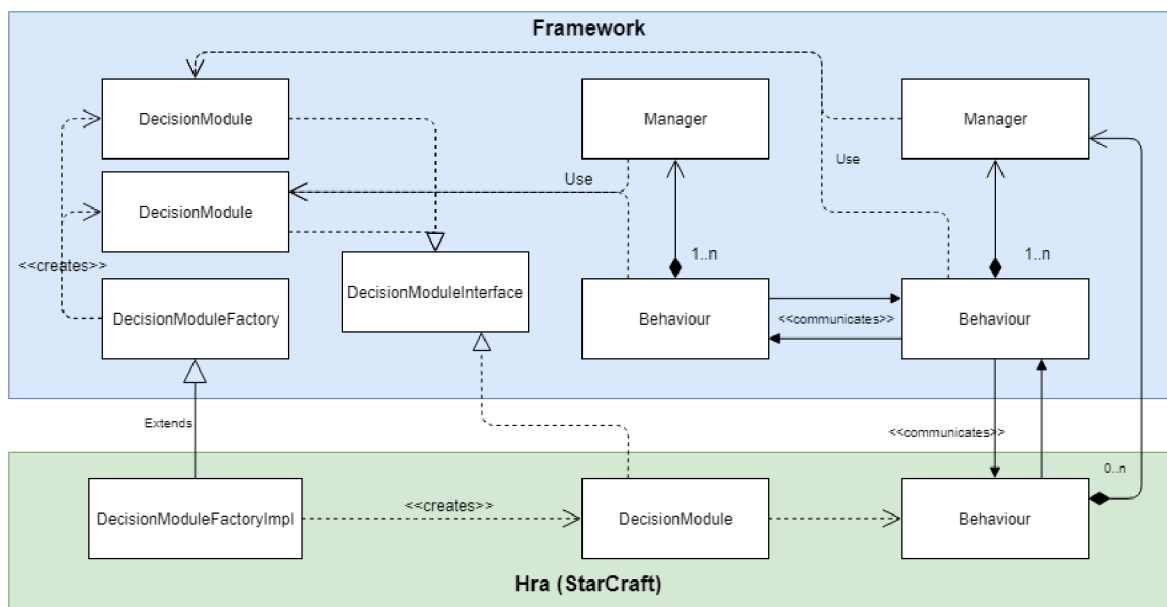 Framework
DecisionModule
Manager
Manager
Use
Use
DecisionModule
<<creates>>
1..n
1..n
DecisionModuleInterface
DecisionModuleFactory
Behaviour
<<communicates>>
Behaviour
Extends
<<communicates>>
0..n
DecisionModuleFactoryImpl
<<creates>>
DecisionModule
Behaviour
Hra (StarCraft)